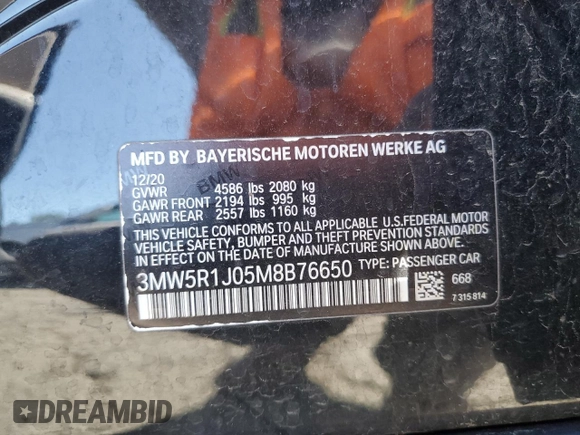 MFD BY BAYERISCHE MOTOREN WERKE AG
12/20
GVWR 4586 lbs 2080 kg
GAWR FRONT 2194 lbs 995 kg
GAWR REAR 2557 lbs 1160 kg
THIS VEHICLE CONFORMS TO ALL APPLICABLE U.S.FEDERAL MOTOR
VEHICLE SAFETY, BUMPER AND THEFT PREVENTION STANDARDS
IN EFFECT ON THE DATE OF MANUFACTURE SHOWN ABOVE.
3MW5R1J05M8B76650 TYPE: PASSENGER CAR
668
7 315 814
DREAMBID